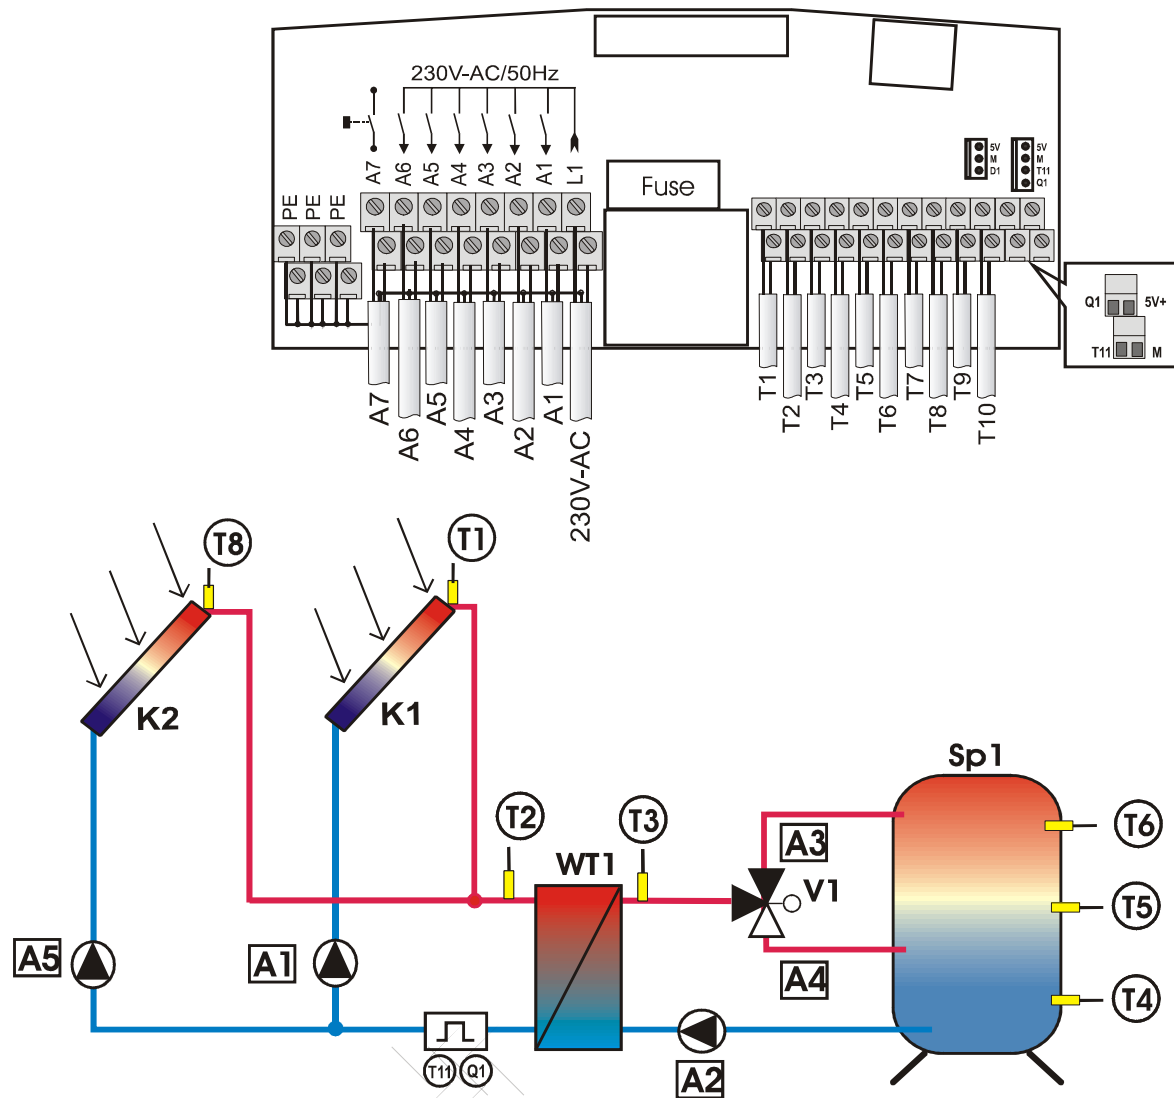 230V-AC/50Hz
A7 A6 A5 A4 A3 A2 A1 L1
PE PE PE
Fuse
5V
M
D1
5V
M
T11
Q1
Q1 5V+
T11 M
A7 A6 A5 A4 A3 A2 A1 230V-AC
T1 T2 T3 T4 T5 T6 T7 T8 T9 T10
T8 T1
K2 K1
Sp1
T2 T3 T6
A3
WT1
V1
T5
A5 A1
A4
T4
T11 Q1
A2